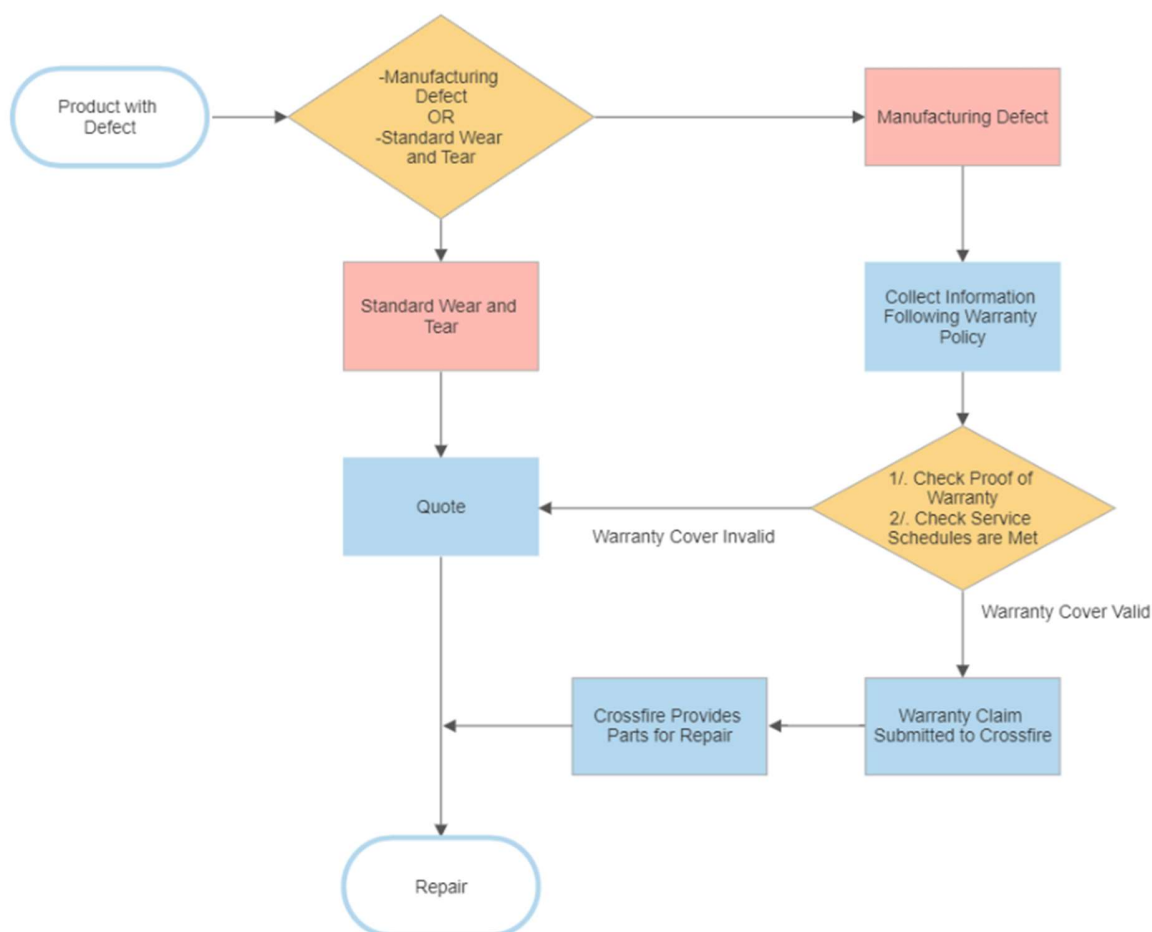 Product with
Defect
-Manufacturing
Defect
OR
-Standard Wear
and Tear
Manufacturing Defect
Standard Wear and
Tear
Collect Information
Following Warranty
Policy
Quote
1/. Check Proof of
Warranty
2/. Check Service
Schedules are Met
Warranty Cover Invalid
Warranty Cover Valid
Crossfire Provides
Parts for Repair
Warranty Claim
Submitted to Crossfire
Repair